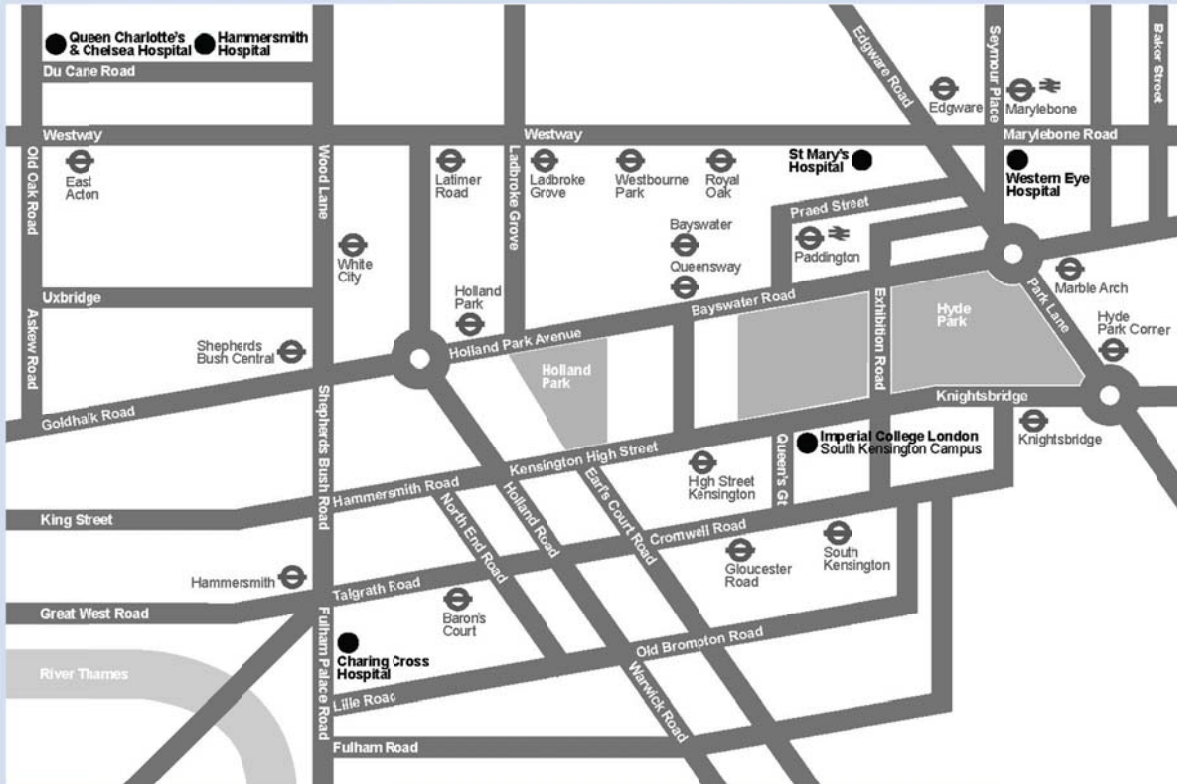 Queen Charlotte's
& Chelsea Hospital
Hammersmith
Hospital
Du Cane Road
Edgware Road
Seymour Place
Baker Street
Edgware
Marylebone
Westway
Westway
Marylebone Road
Old Oak Road
East
Acton
Wood Lane
Latimer
Road
Ladbroke Grove
Ladbroke
Grove
Westbourne
Park
Royal
Oak
St Mary's
Hospital
Western Eye
Hospital
Praed Street
Bayswater
Paddington
White
City
Queensway
Uxbridge
Holland
Park
Bayswater Road
Exhibition Road
Hyde
Park
Park Lane
Marble Arch
Askew Road
Shepherds
Bush Central
Holland Park Avenue
Hyde
Park Corner
Holland
Park
Goldhalk Road
Shepherds Bush Road
Knightsbridge
Kensington High Street
Queen's Gt
Imperial College London
South Kensington Campus
Knightsbridge
Hammersmith Road
High Street
Kensington
King Street
North End Road
Holland Road
Earl's Court Road
Cromwell Road
Gloucester
Road
South
Kensington
Hammersmith
Talgrath Road
Great West Road
Baron's
Court
Fulham Palace Road
Charing Cross
Hospital
Old Brompton Road
River Thames
Lille Road
Warwick Road
Fulham Road